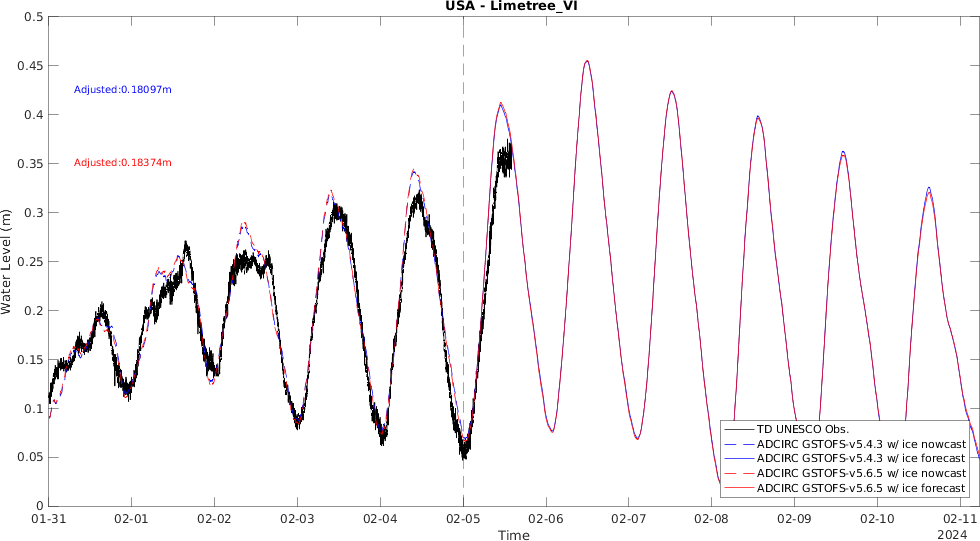 USA - Limetree_VI
0.5
0.45
0.4
0.35
0.3
0.25
0.2
0.15
0.1
0.05
0
Water Level (m)
Adjusted:0.18097m
Adjusted:0.18374m
TD UNESCO Obs.
ADCIRC GSTOFS-v5.4.3 w/ ice nowcast
ADCIRC GSTOFS-v5.4.3 w/ ice forecast
ADCIRC GSTOFS-v5.6.5 w/ ice nowcast
ADCIRC GSTOFS-v5.6.5 w/ ice forecast
01-31 02-01 02-02 02-03 02-04 02-05 02-06 02-07 02-08 02-09 02-10 02-11
Time
2024